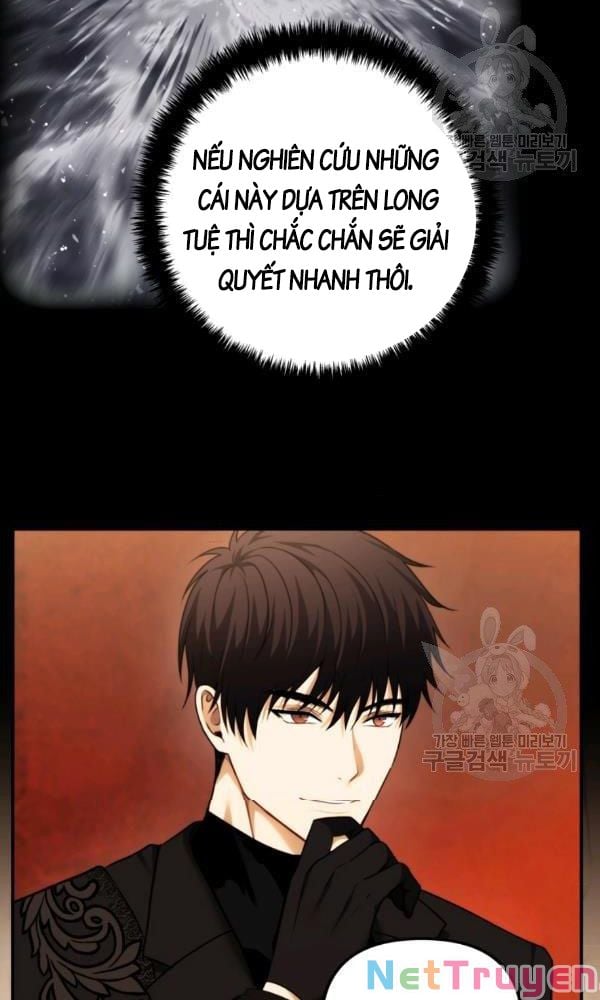 가장 빠른 웹툰 미리보기
구글검색 뉴토끼
NẾU NGHIÊN CỨU NHỮNG
CÁI NÀY DỰA TRÊN LONG
TUỆ THÌ CHẮC CHẮN SẼ GIẢI
QUYẾT NHANH THÔI.
가장 빠른 웹툰 미리보기
구글검색 뉴토끼
NetTruyen